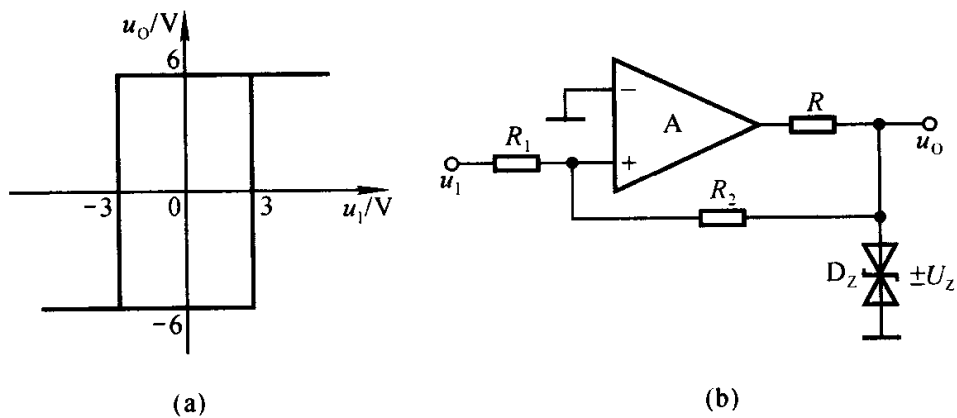 u_O/V
6
-3
0
3
u_I/V
-6
(a)
−
A
+
R
u_O
R_1
u_I
R_2
D_Z
±U_Z
(b)